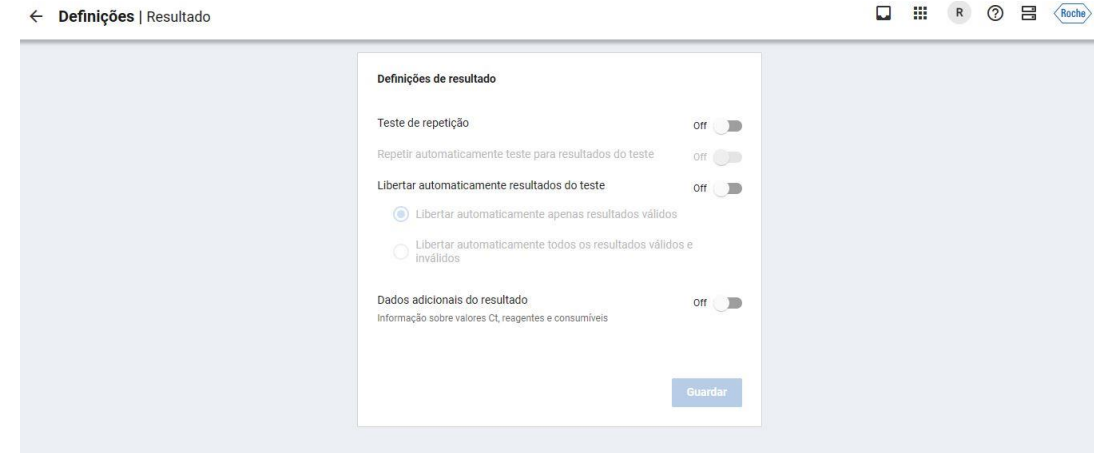 Definições | Resultado
R
Roche
Definições de resultado
Teste de repetição
Off
Repetir automaticamente teste para resultados do teste
Off
Libertar automaticamente resultados do teste
Off
Libertar automaticamente apenas resultados válidos
Libertar automaticamente todos os resultados válidos e
inválidos
Dados adicionais do resultado
Off
Informação sobre valores Ct, reagentes e consumíveis
Guardar